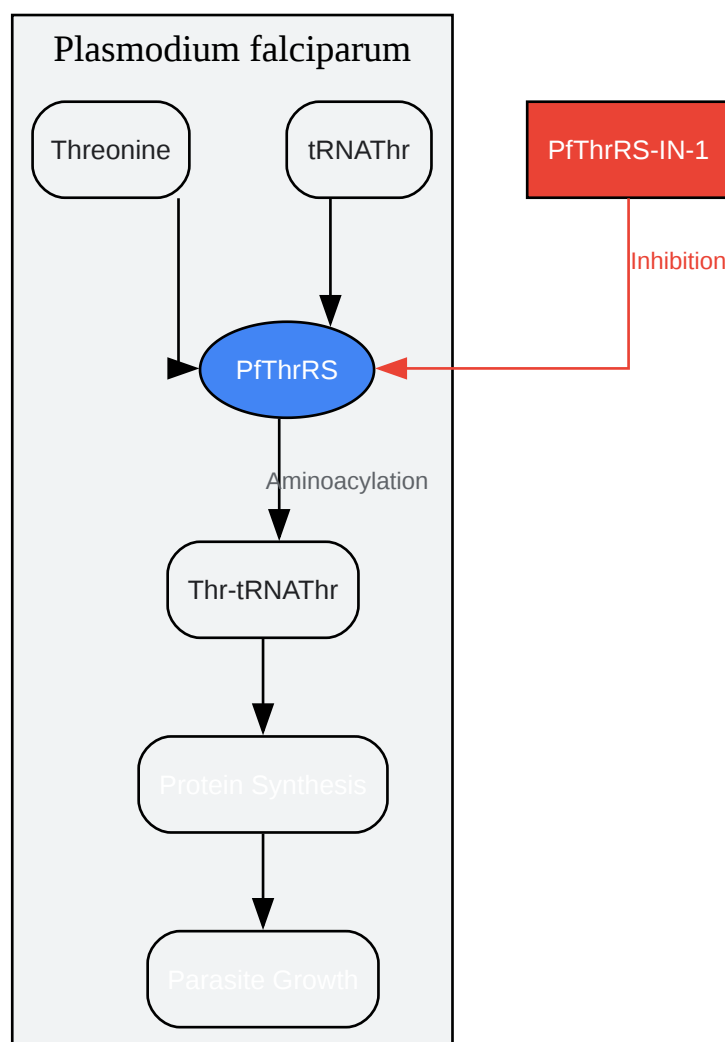 Plasmodium falciparum
Threonine
tRNAThr
PfThrRS-IN-1
Inhibition
PfThrRS
Aminoacylation
Thr-tRNAThr
Protein Synthesis
Parasite Growth